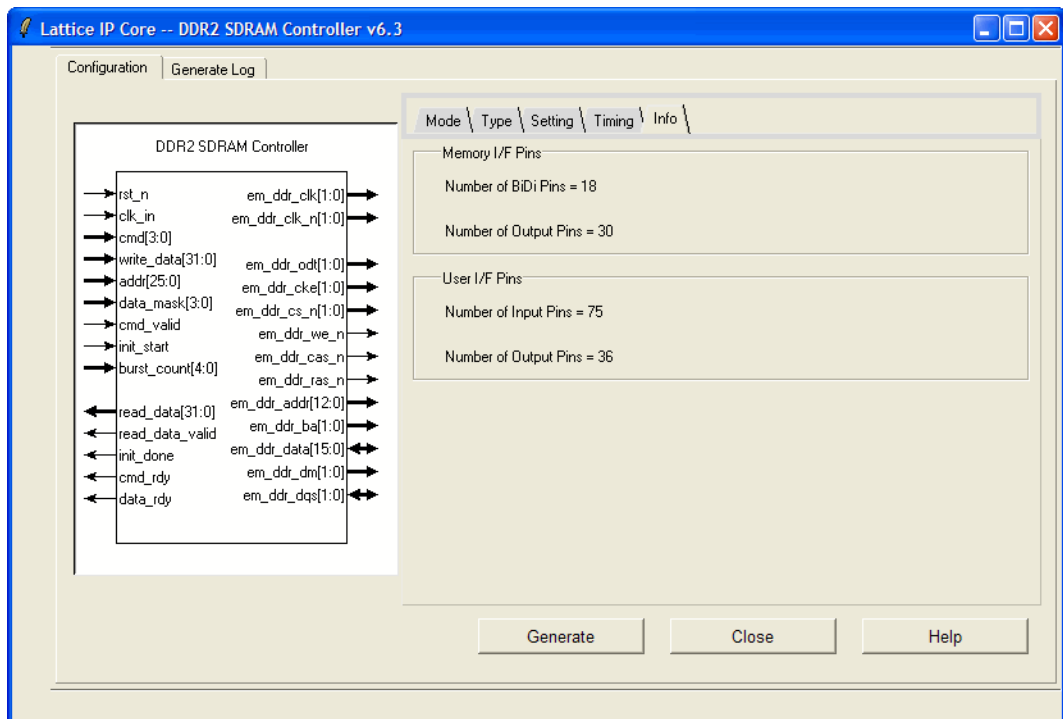 Lattice IP Core -- DDR2 SDRAM Controller v6.3
Configuration
Generate Log
DDR2 SDRAM Controller
rst_n
clk_in
cmd[3:0]
write_data[31:0]
addr[25:0]
data_mask[3:0]
cmd_valid
init_start
burst_count[4:0]
read_data[31:0]
read_data_valid
init_done
cmd_rdy
data_rdy
em_ddr_clk[1:0]
em_ddr_clk_n[1:0]
em_ddr_odt[1:0]
em_ddr_cke[1:0]
em_ddr_cs_n[1:0]
em_ddr_we_n
em_ddr_cas_n
em_ddr_ras_n
em_ddr_addr[12:0]
em_ddr_ba[1:0]
em_ddr_data[15:0]
em_ddr_dm[1:0]
em_ddr_dqs[1:0]
Mode
Type
Setting
Timing
Info
Memory I/F Pins
Number of BiDi Pins = 18
Number of Output Pins = 30
User I/F Pins
Number of Input Pins = 75
Number of Output Pins = 36
Generate
Close
Help